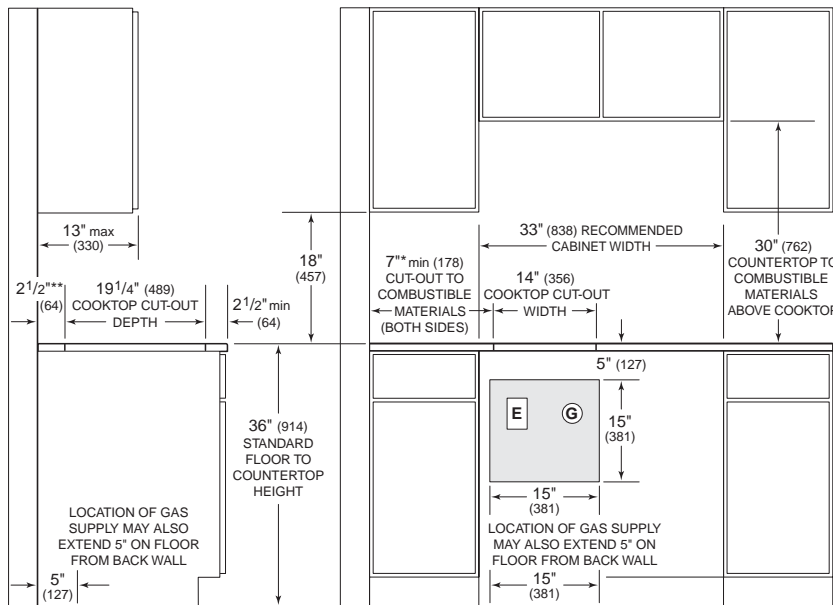 13" max
(330)
2 1/2"**
(64)
19 1/4" (489)
COOKTOP CUT-OUT
DEPTH
2 1/2" min
(64)
18"
(457)
36" (914)
STANDARD
FLOOR TO
COUNTERTOP
HEIGHT
LOCATION OF GAS
SUPPLY MAY ALSO
EXTEND 5" ON FLOOR
FROM BACK WALL
5"
(127)
33" (838) RECOMMENDED
CABINET WIDTH
7"* min (178)
CUT-OUT TO
COMBUSTIBLE
MATERIALS
(BOTH SIDES)
14" (356)
COOKTOP CUT-OUT
WIDTH
30" (762)
COUNTERTOP TO
COMBUSTIBLE
MATERIALS
ABOVE COOKTOP
5" (127)
E
G
15"
(381)
15"
(381)
LOCATION OF GAS SUPPLY
MAY ALSO EXTEND 5" ON
FLOOR FROM BACK WALL
15"
(381)